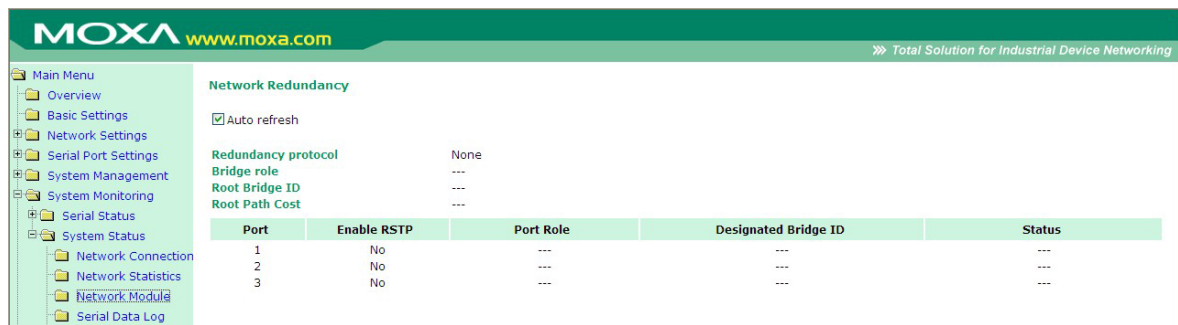 MOXA www.moxa.com
Total Solution for Industrial Device Networking
Main Menu
Overview
Basic Settings
Network Settings
Serial Port Settings
System Management
System Monitoring
Serial Status
System Status
Network Connection
Network Statistics
Network Module
Serial Data Log
Network Redundancy
Auto refresh
Redundancy protocol None
Bridge role ---
Root Bridge ID ---
Root Path Cost ---
Port Enable RSTP Port Role Designated Bridge ID Status
1 No --- --- ---
2 No --- --- ---
3 No --- --- ---